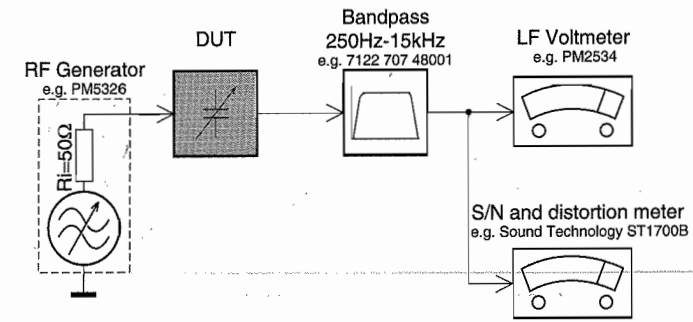 Bandpass
DUT
250Hz-15kHz
LF Voltmeter
e.g. 7122 707 48001
e.g. PM2534
RF Generator
e.g. PM5326
Ri=50Ω
S/N and distortion meter
e.g. Sound Technology ST1700B